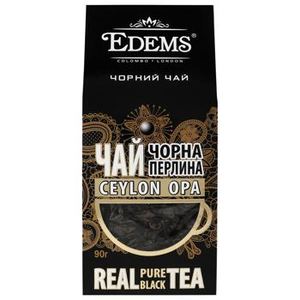 EDEMS
COLOMBO • LONDON
ЧОРНИЙ ЧАЙ
ЧАЙ ЧОРНА ПЕРЛИНА
CEYLON OPA
90г
REAL PURE BLACK TEA